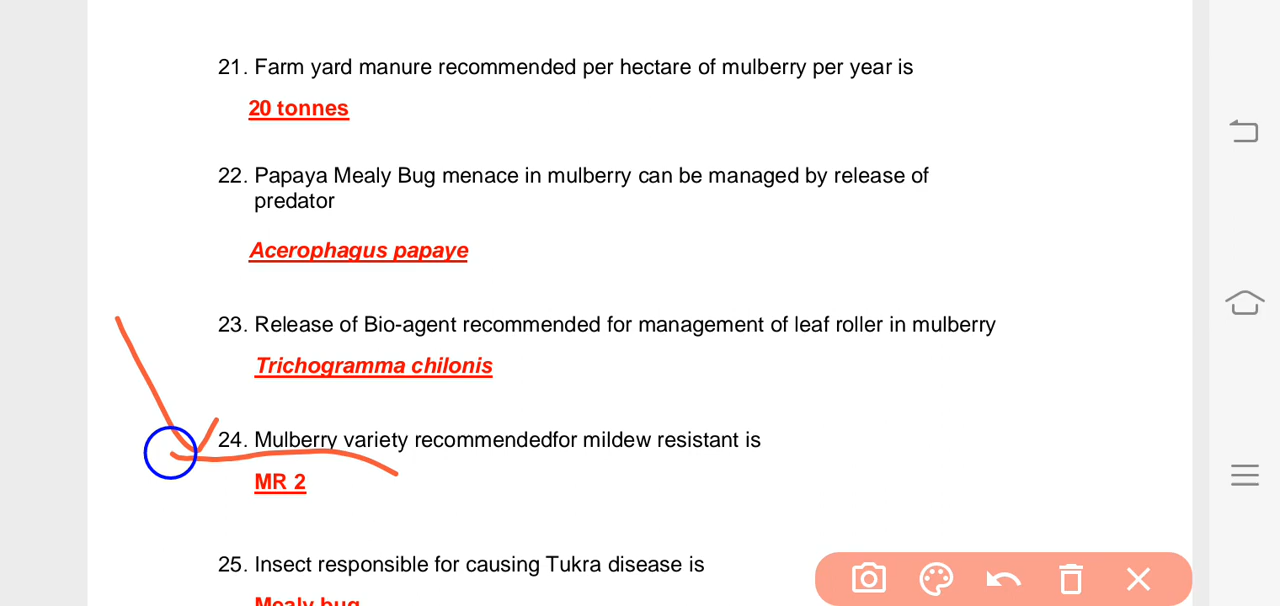 21. Farm yard manure recommended per hectare of mulberry per year is
20 tonnes
22. Papaya Mealy Bug menace in mulberry can be managed by release of
predator
Acerophagus papaye
23. Release of Bio-agent recommended for management of leaf roller in mulberry
Trichogramma chilonis
24. Mulberry variety recommendedfor mildew resistant is
MR 2
25. Insect responsible for causing Tukra disease is
Mealy bug